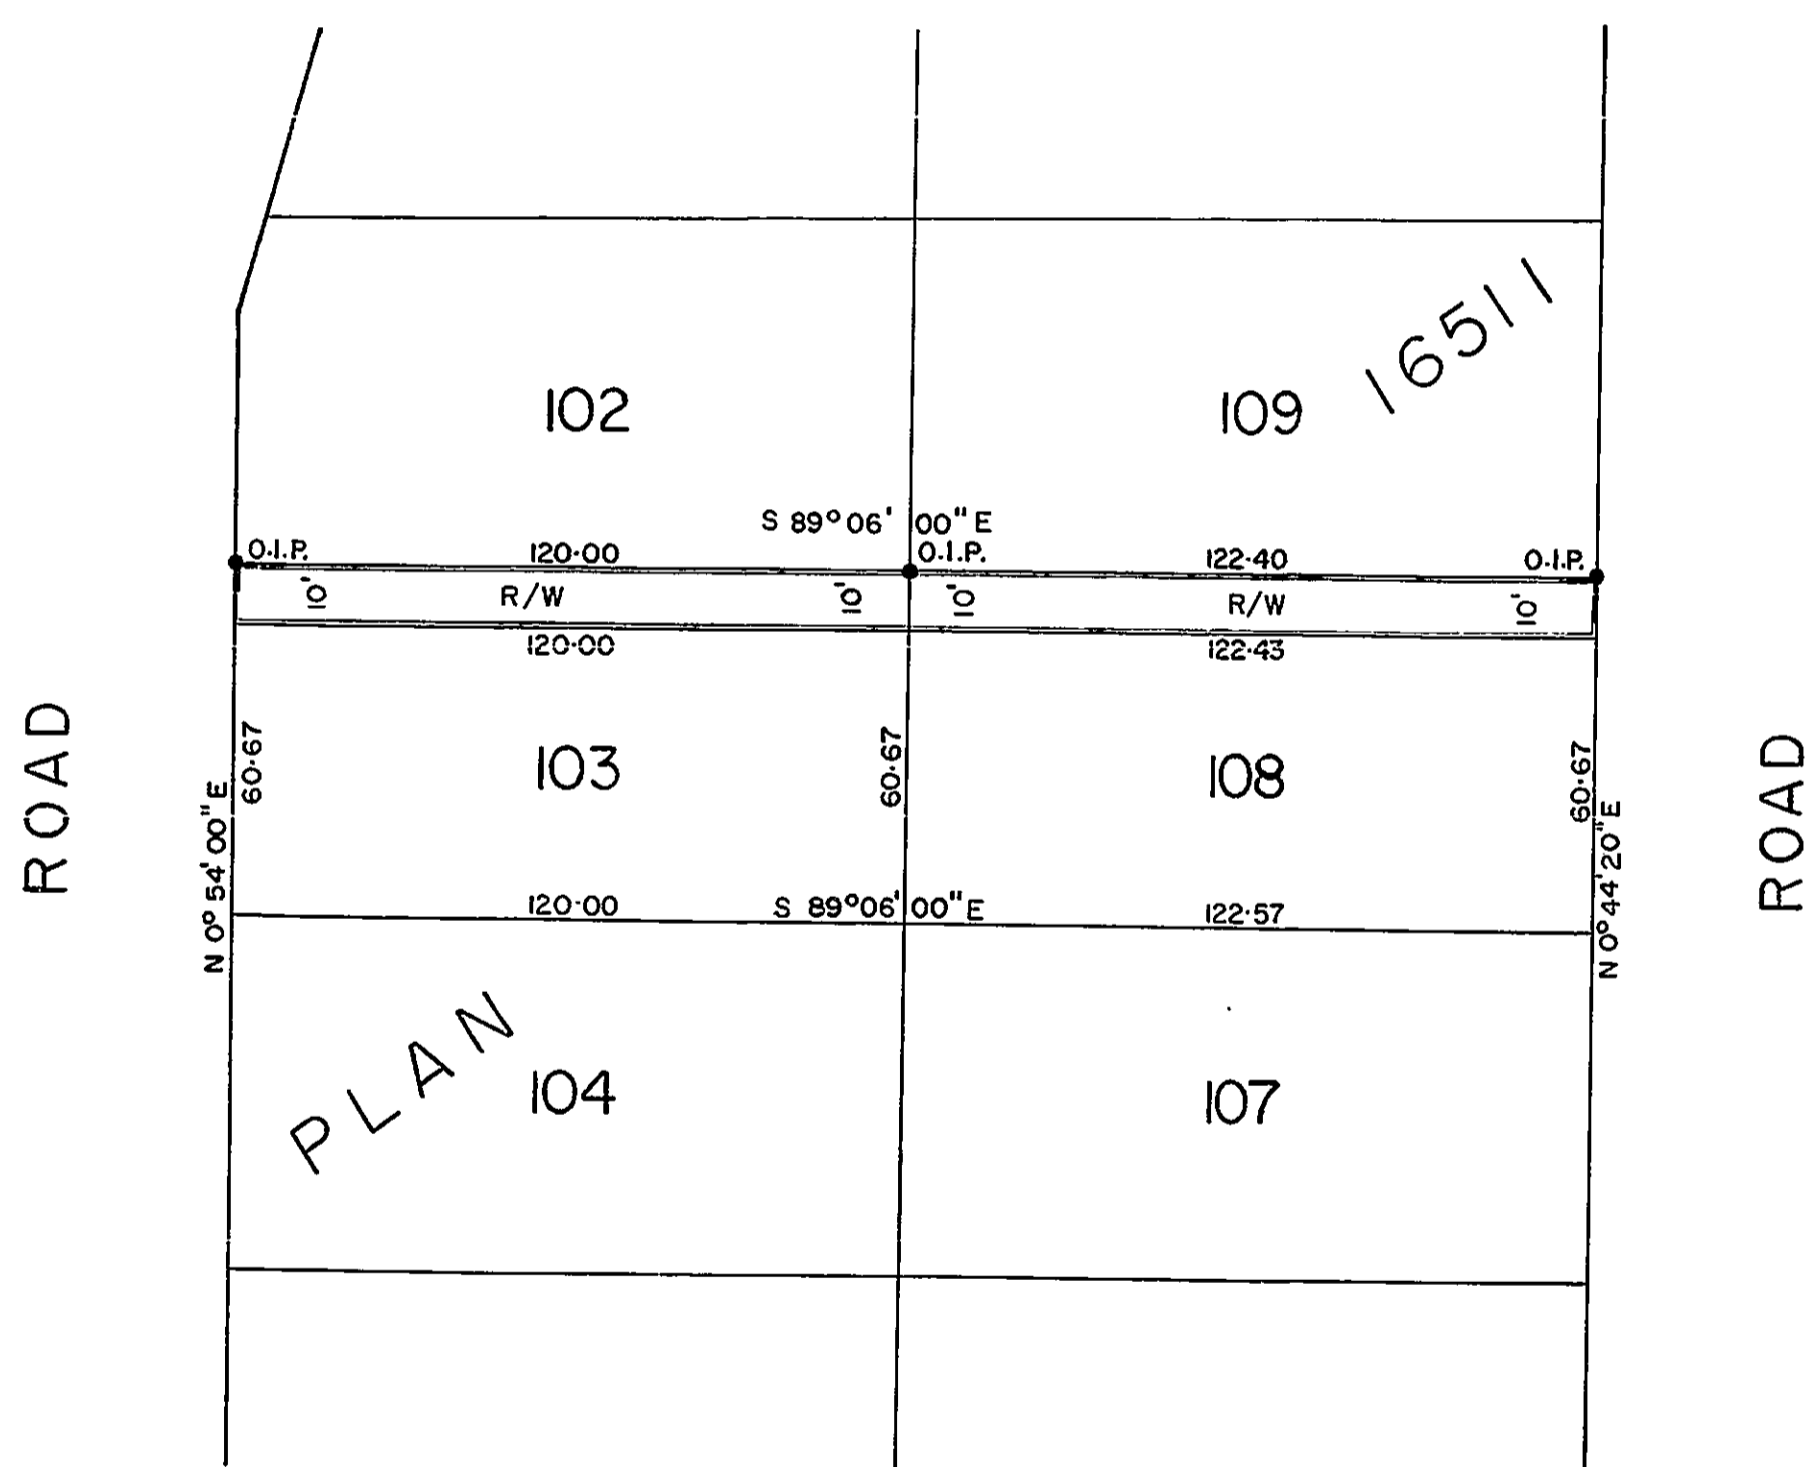 16511
102
109
S 89° 06' 00" E
O.I.P.
120·00
O.I.P.
122·40
O.I.P.
10'
R/W
10'
10'
R/W
10'
120·00
122·43
ROAD
60·67
103
60·67
108
60·67
ROAD
N 0° 54' 00" E
N 0° 44' 20" E
120·00
S 89° 06' 00" E
122·57
PLAN
104
107